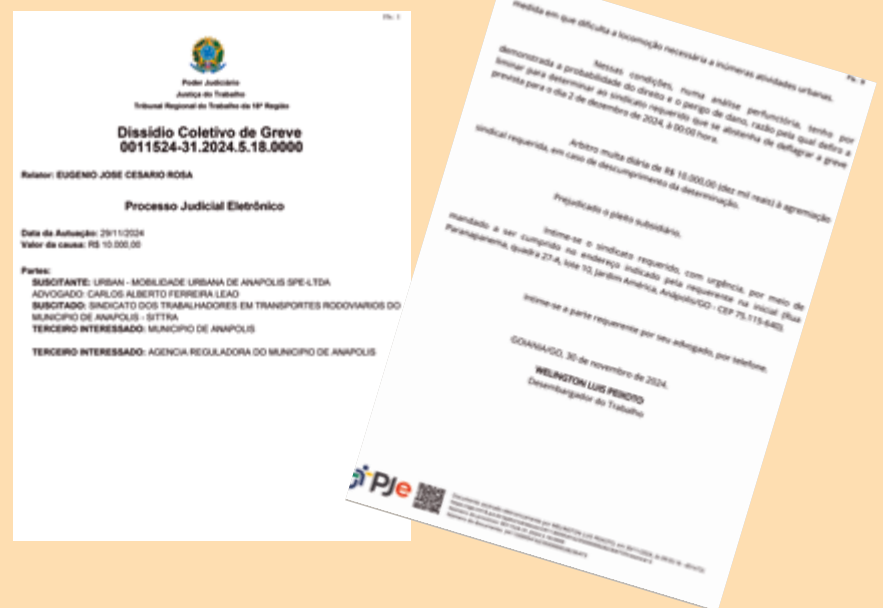 Fls. 1
Poder Judiciário
Justiça do Trabalho
Tribunal Regional do Trabalho da 18ª Região
Dissídio Coletivo de Greve
0011524-31.2024.5.18.0000
Relator: EUGENIO JOSE CESARIO ROSA
Processo Judicial Eletrônico
Data da Autuação: 29/11/2024
Valor da causa: R$ 10.000,00
Partes:
SUSCITANTE: URBAN - MOBILIDADE URBANA DE ANAPOLIS SPE-LTDA
ADVOGADO: CARLOS ALBERTO FERREIRA LEAO
SUSCITADO: SINDICATO DOS TRABALHADORES EM TRANSPORTES RODOVIARIOS DO
MUNICIPIO DE ANAPOLIS - SITTRA
TERCEIRO INTERESSADO: MUNICIPIO DE ANAPOLIS
TERCEIRO INTERESSADO: AGENCIA REGULADORA DO MUNICIPIO DE ANAPOLIS
medida em que dificulta a locomoção necessária a inúmeras atividades urbanas.
Nessas condições, numa análise perfunctória, tenho por
demonstrada a probabilidade do direito e o perigo de dano, razão pela qual defiro a
liminar para determinar ao sindicato requerido que se abstenha de deflagrar a greve
prevista para o dia 2 de dezembro de 2024, à 00:00 hora.
Arbitro multa diária de R$ 10.000,00 (dez mil reais) à agremiação
sindical requerida, em caso de descumprimento da determinação.
Prejudicado o pleito subsidiário.
Intime-se o sindicato requerido, com urgência, por meio de
mandado a ser cumprido no endereço indicado pela requerente na inicial (Rua
Paranapanema, quadra 27-A, lote 10, Jardim América, Anápolis/GO - CEP 75.115-640).
Intime-se a parte requerente por seu advogado, por telefone.
GOIANIA/GO, 30 de novembro de 2024.
WELINGTON LUIS PEIXOTO
Desembargador do Trabalho
PJe
Documento assinado eletronicamente por WELINGTON LUIS PEIXOTO, em 30/11/2024